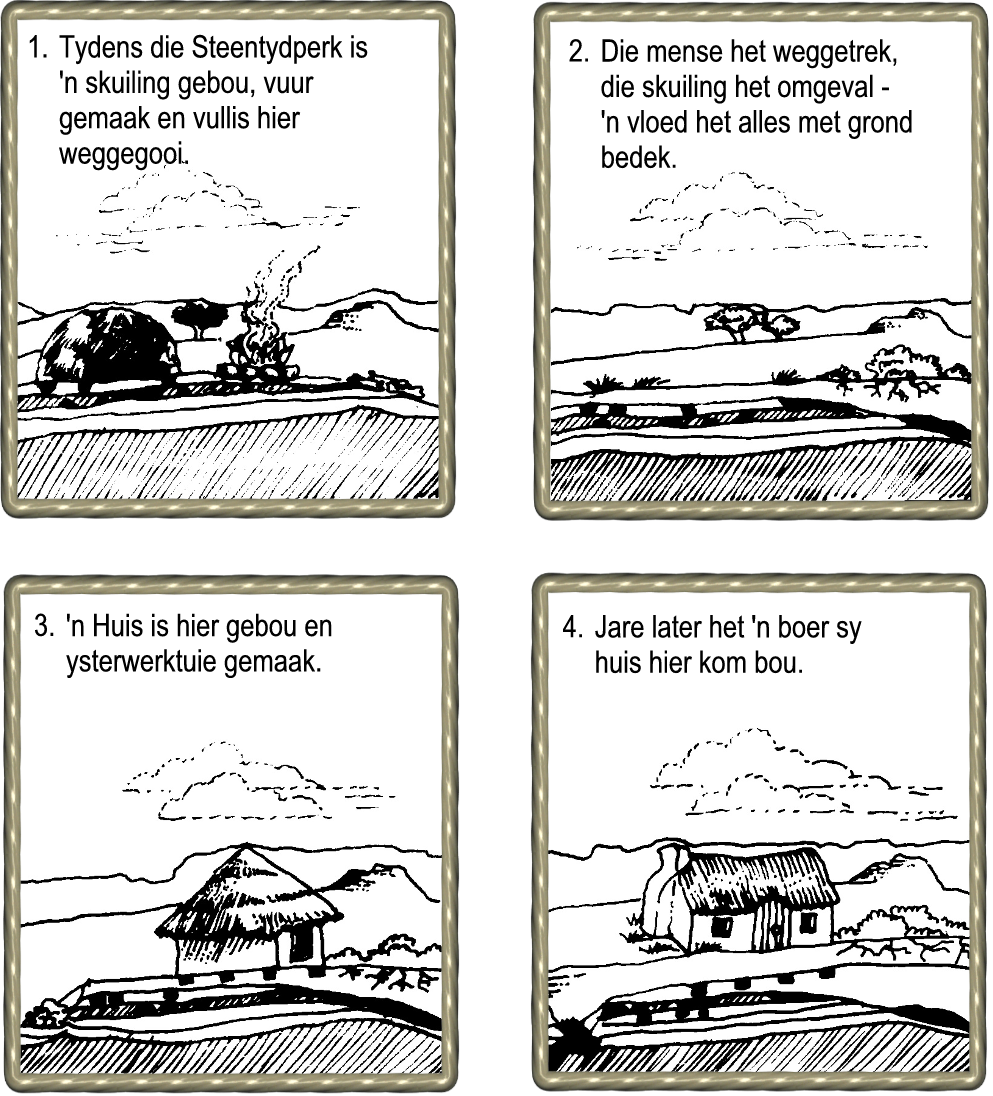 1. Tydens die Steentydperk is
'n skuiling gebou, vuur
gemaak en vullis hier
weggegooi.
2. Die mense het weggetrek,
die skuiling het omgeval -
'n vloed het alles met grond
bedek.
3. 'n Huis is hier gebou en
ysterwerktuie gemaak.
4. Jare later het 'n boer sy
huis hier kom bou.